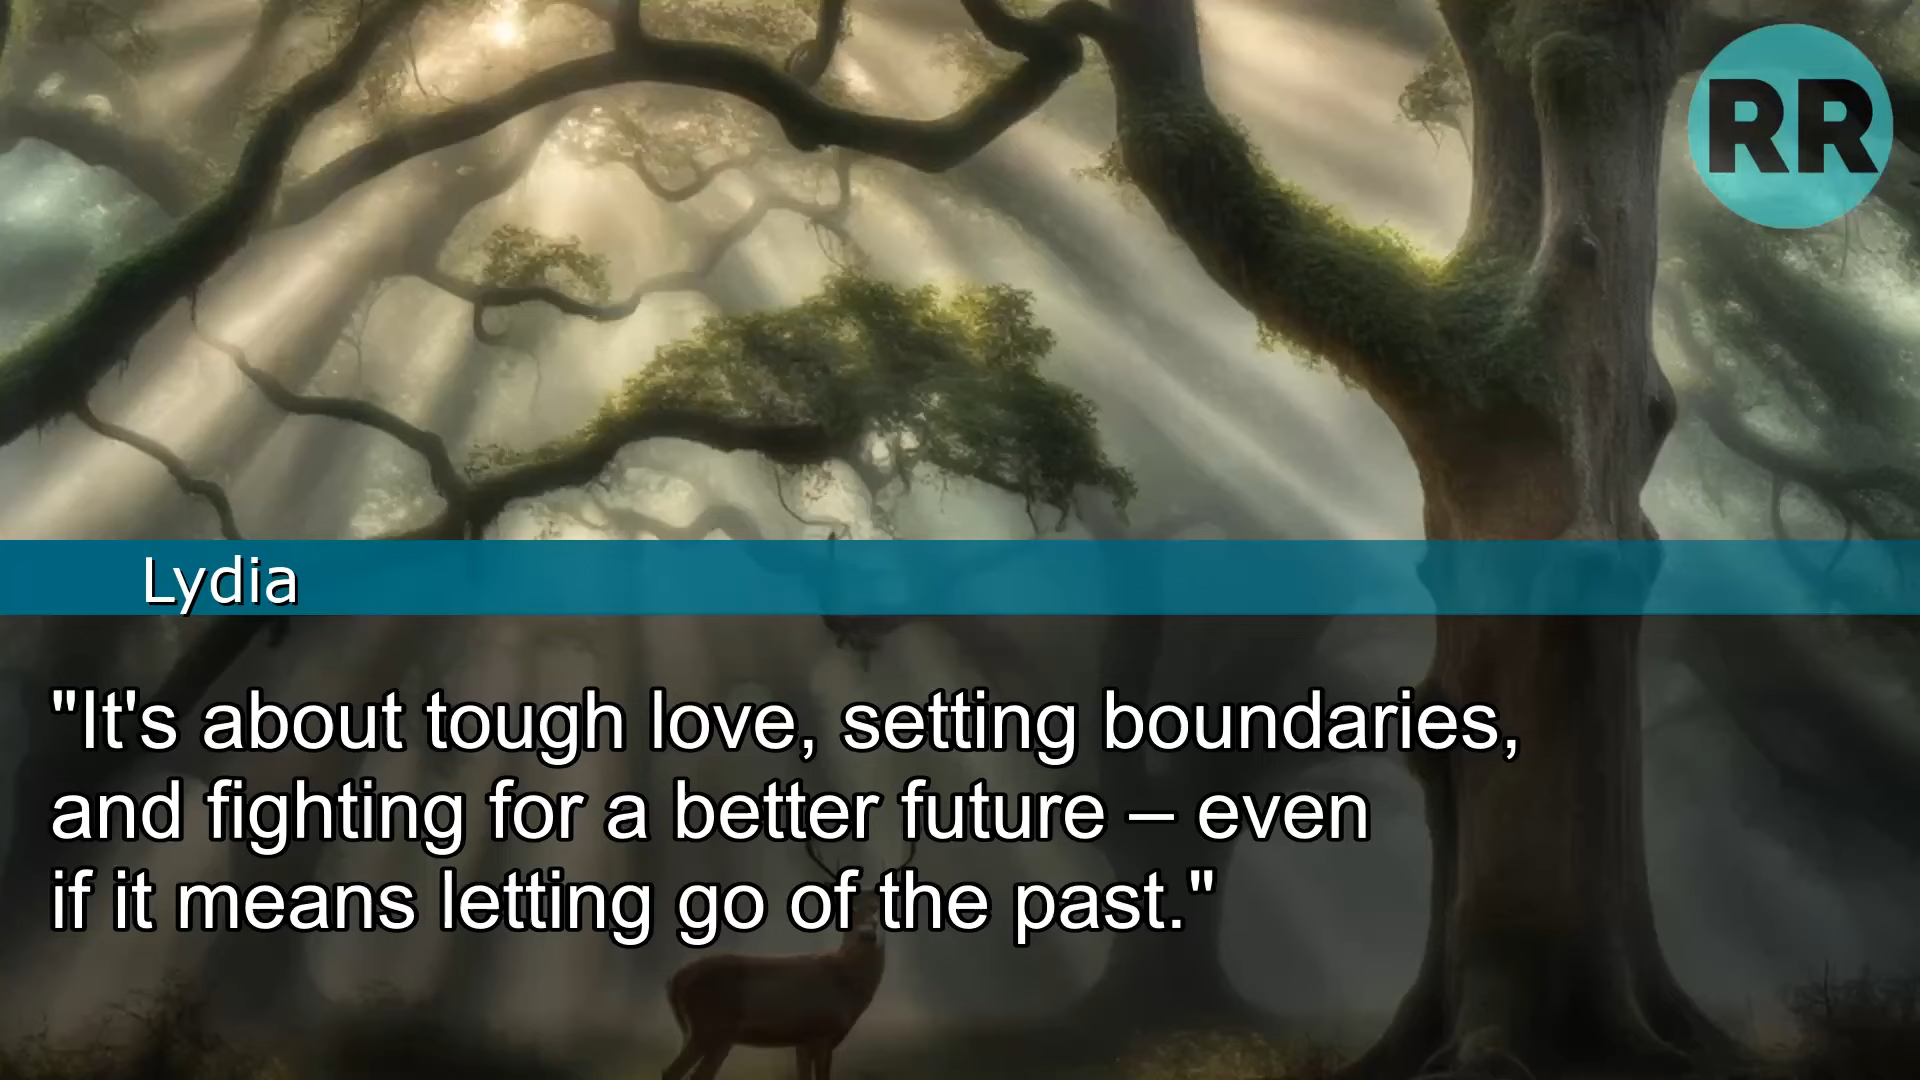 RR
Lydia
"It's about tough love, setting boundaries,
and fighting for a better future – even
if it means letting go of the past."